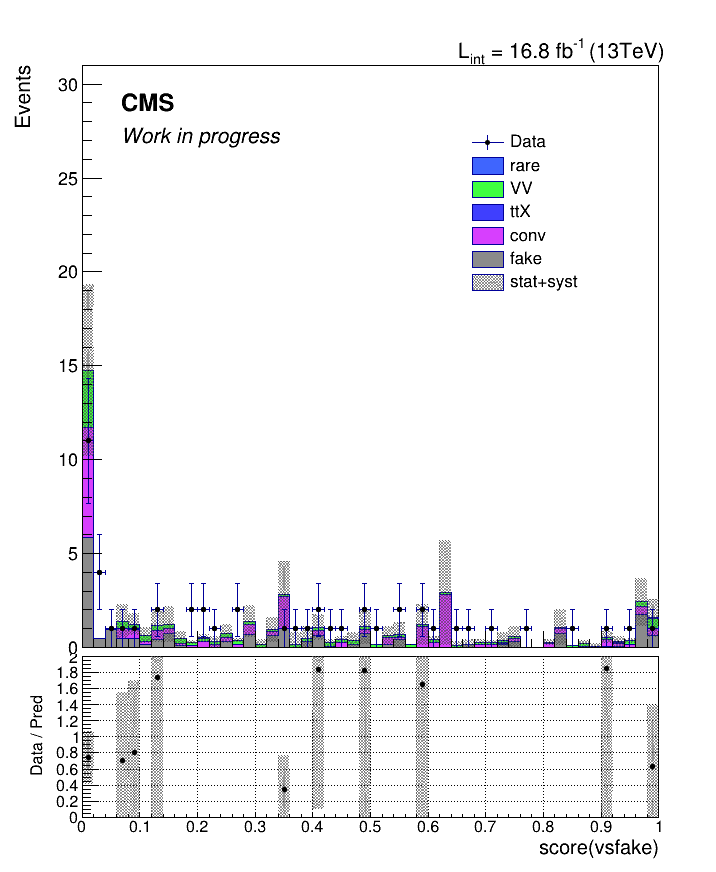 L_int = 16.8 fb⁻¹ (13TeV)
Events
CMS
Work in progress
Data
rare
VV
ttX
conv
fake
stat+syst
30
25
20
15
10
5
0
Data / Pred
2
1.8
1.6
1.4
1.2
1
0.8
0.6
0.4
0.2
0
0 0.1 0.2 0.3 0.4 0.5 0.6 0.7 0.8 0.9 1
score(vsfake)